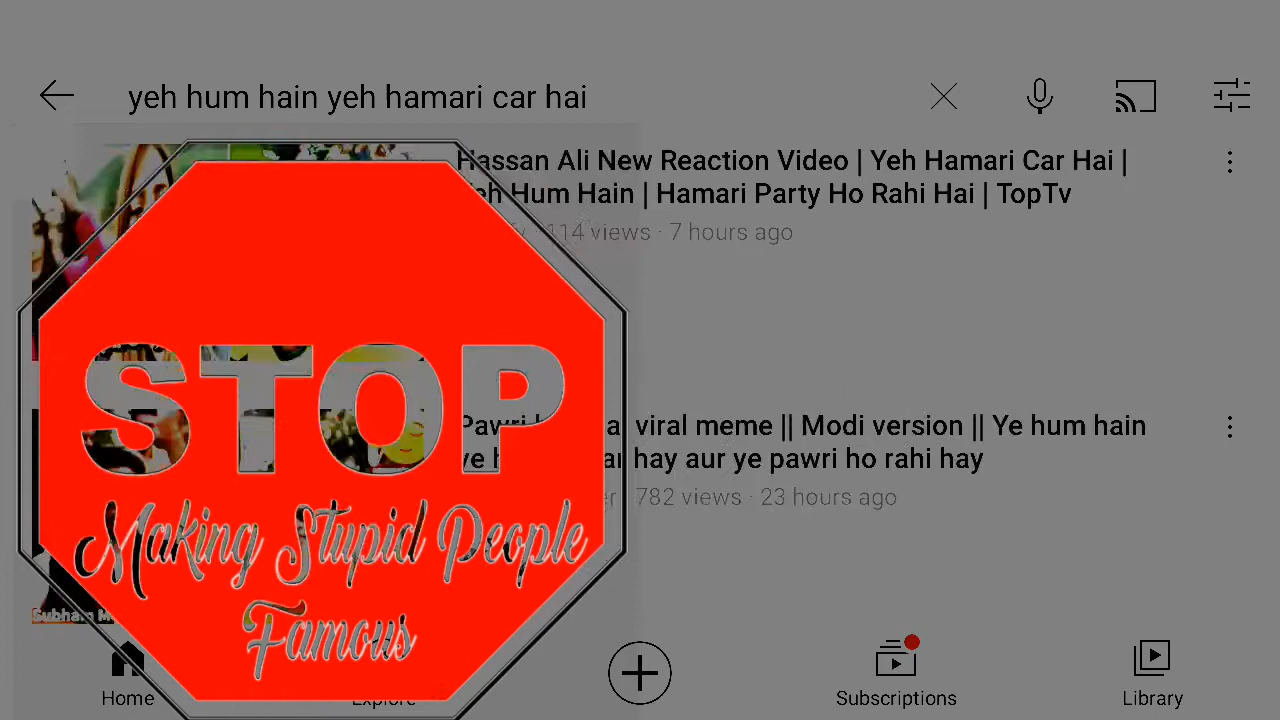 yeh hum hain yeh hamari car hai
Hassan Ali New Reaction Video | Yeh Hamari Car Hai |
Yeh Hum Hain | Hamari Party Ho Rahi Hai | TopTv
114 views · 7 hours ago
STOP
Making Stupid People
Famous
viral meme || Modi version || Ye hum hain
hay aur ye pawri ho rahi hay
782 views · 23 hours ago
Home
Explore
Subscriptions
Library